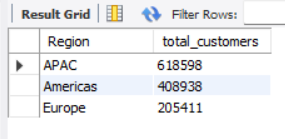 Result Grid Filter Rows:
Region total_customers
APAC 618598
Americas 408938
Europe 205411